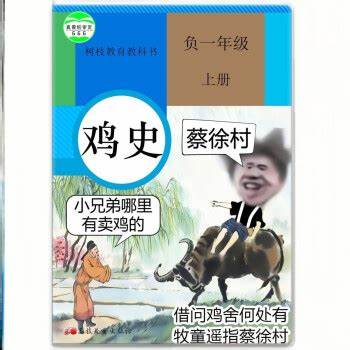 666
树枝教育教科书
负一年级
上册
鸡史
蔡徐村
小兄弟哪里
有卖鸡的
借问鸡舍何处有
牧童遥指蔡徐村